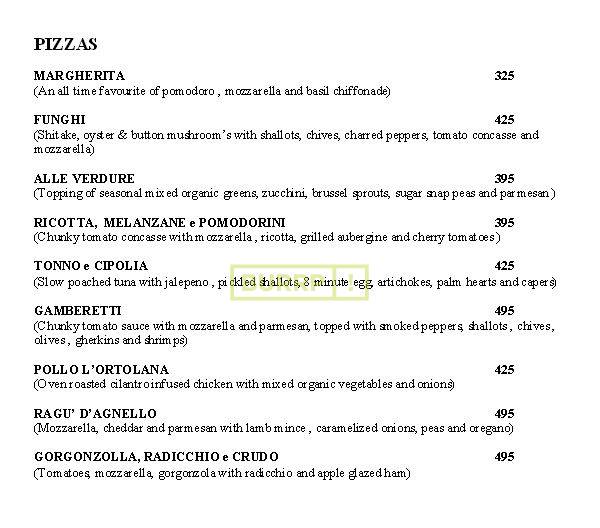 PIZZAS
MARGHERITA 325
(An all time favourite of pomodoro , mozzarella and basil chiffonade)
FUNGHI 425
(Shitake, oyster & button mushroom's with shallots, chives, charred peppers, tomato concasse and
mozzarella)
ALLE VERDURE 395
(Topping of seasonal mixed organic greens, zucchini, brussel sprouts, sugar snap peas and parmesan )
RICOTTA, MELANZANE e POMODORINI 395
(Chunky tomato concasse with mozzarella , ricotta, grilled aubergine and cherry tomatoes )
TONNO e CIPOLIA 425
(Slow poached tuna with jalepeno , pickled shallots, 8 minute egg, artichokes, palm hearts and capers)
BURRP!
GAMBERETTI 495
(Chunky tomato sauce with mozzarella and parmesan, topped with smoked peppers, shallots , chives ,
olives , gherkins and shrimps)
POLLO L'ORTOLANA 425
(Oven roasted cilantro infused chicken with mixed organic vegetables and onions)
RAGU' D'AGNELLO 495
(Mozzarella, cheddar and parmesan with lamb mince , caramelized onions, peas and oregano)
GORGONZOLLA, RADICCHIO e CRUDO 495
(Tomatoes, mozzarella, gorgonzola with radicchio and apple glazed ham)